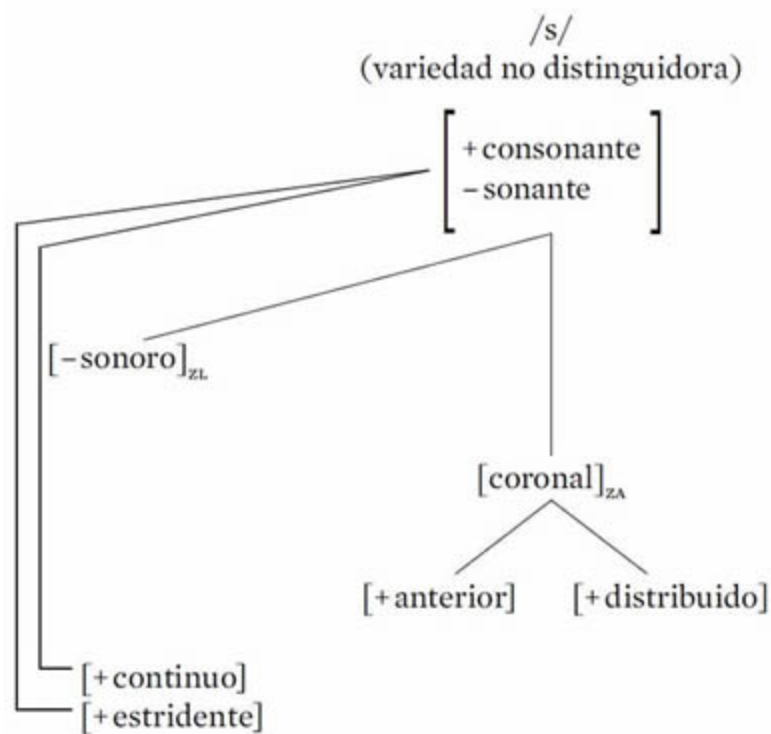 /s/
(variedad no distinguidora)
+consonante
−sonante
[−sonoro]ZL
[coronal]ZA
[+anterior] [+distribuido]
[+continuo]
[+estridente]